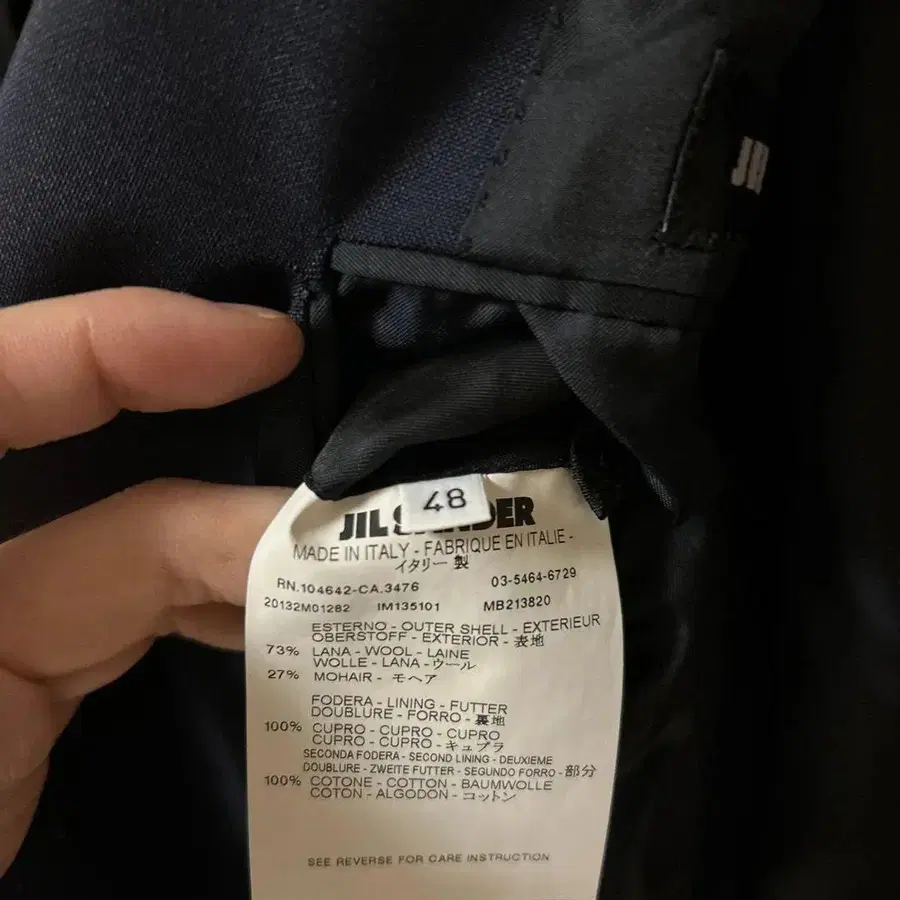 JIL
48
JIL SANDER
MADE IN ITALY - FABRIQUE EN ITALIE -
イタリー 製
RN.104642-CA.3476 03-5464-6729
20132M01282 IM135101 MB213820
ESTERNO - OUTER SHELL - EXTERIEUR
OBERSTOFF - EXTERIOR - 表地
73% LANA - WOOL - LAINE
WOLLE - LANA - ウール
27% MOHAIR - モヘア
FODERA - LINING - FUTTER
DOUBLURE - FORRO - 裏地
100% CUPRO - CUPRO - CUPRO
CUPRO - CUPRO - キュプラ
SECONDA FODERA - SECOND LINING - DEUXIEME
DOUBLURE - ZWEITE FUTTER - SEGUNDO FORRO - 部分
100% COTONE - COTTON - BAUMWOLLE
COTON - ALGODON - コットン
SEE REVERSE FOR CARE INSTRUCTION